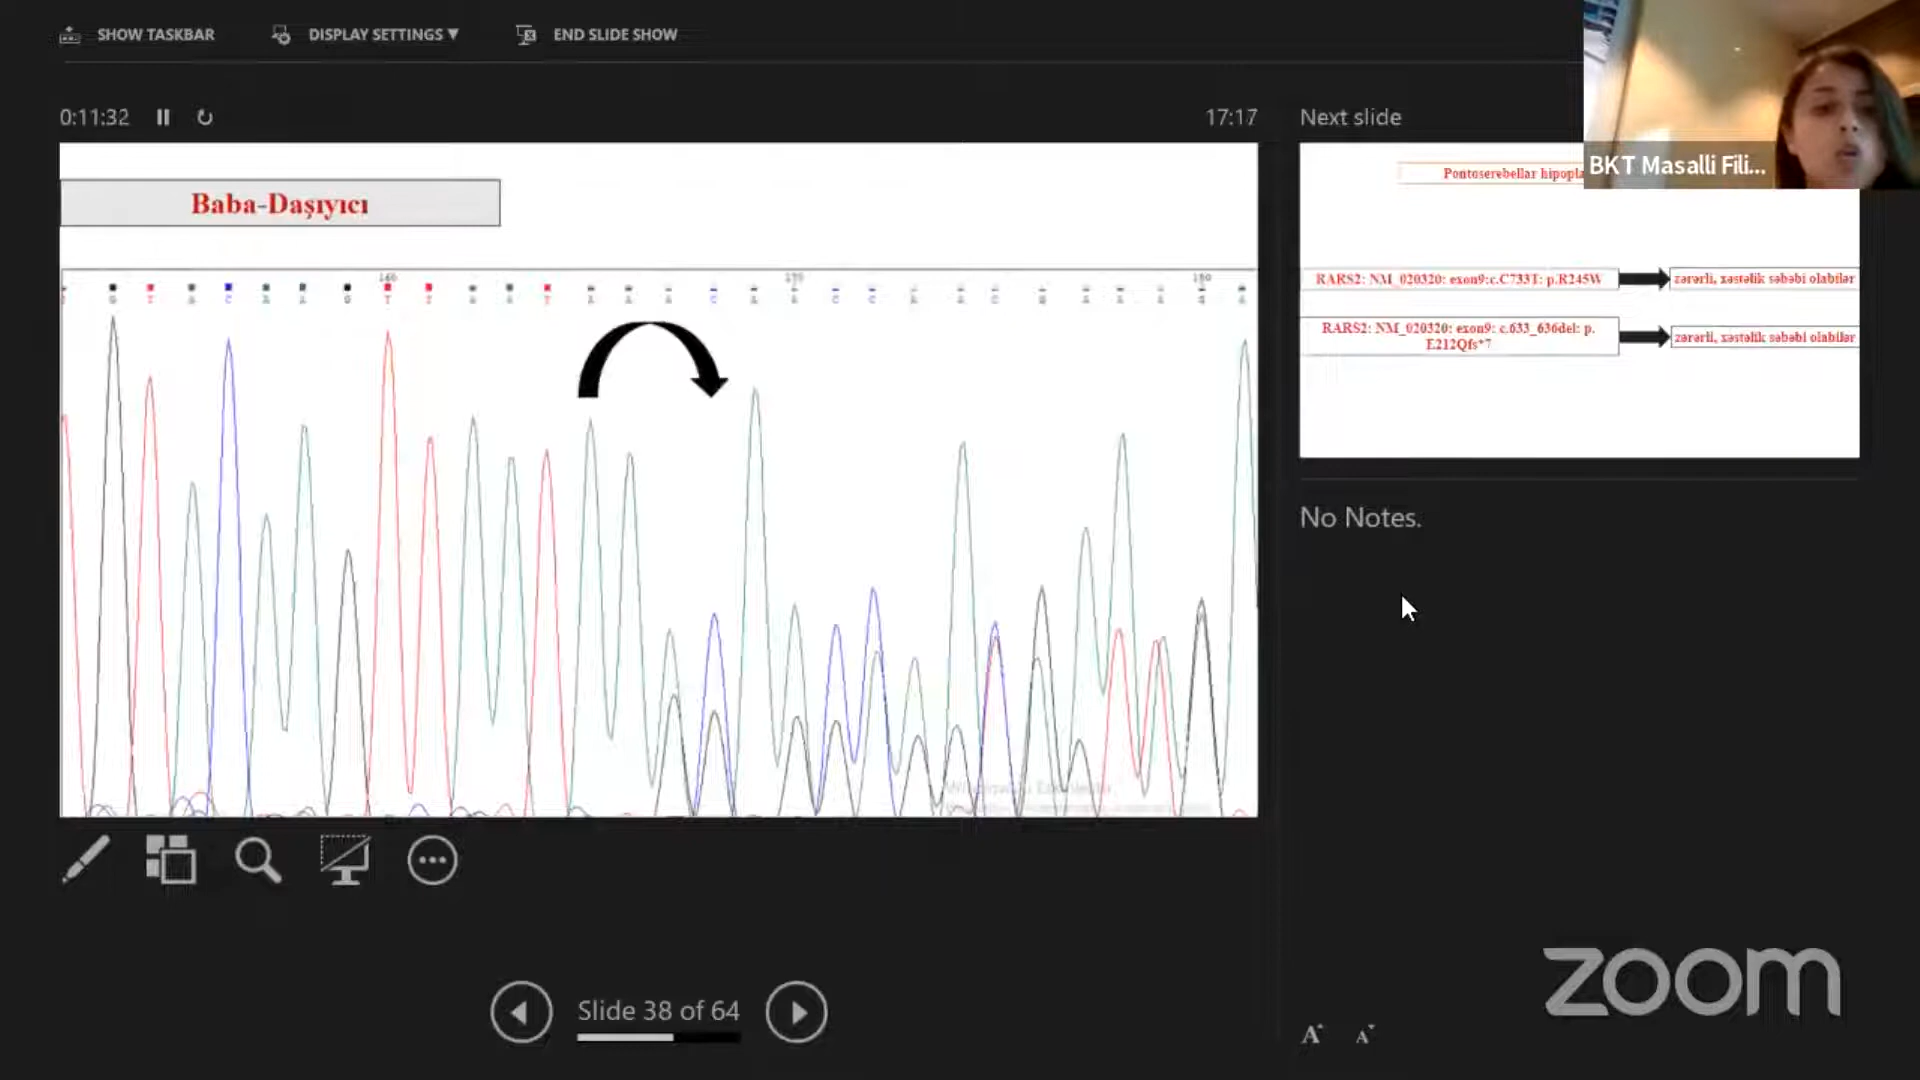 SHOW TASKBAR
DISPLAY SETTINGS ▼
END SLIDE SHOW
0:11:32
17:17
Next slide
BKT Masalli Fili...
Baba-Daşıyıcı
Pontoserebellar hipopla
RARS2: NM_020320: exon9:c.C733T: p.R245W
zərərli, xəstəlik səbəbi olabilər
RARS2: NM_020320: exon9: c.633_636del: p.
E212Qfs*7
zərərli, xəstəlik səbəbi olabilər
No Notes.
Slide 38 of 64
zoom
A A